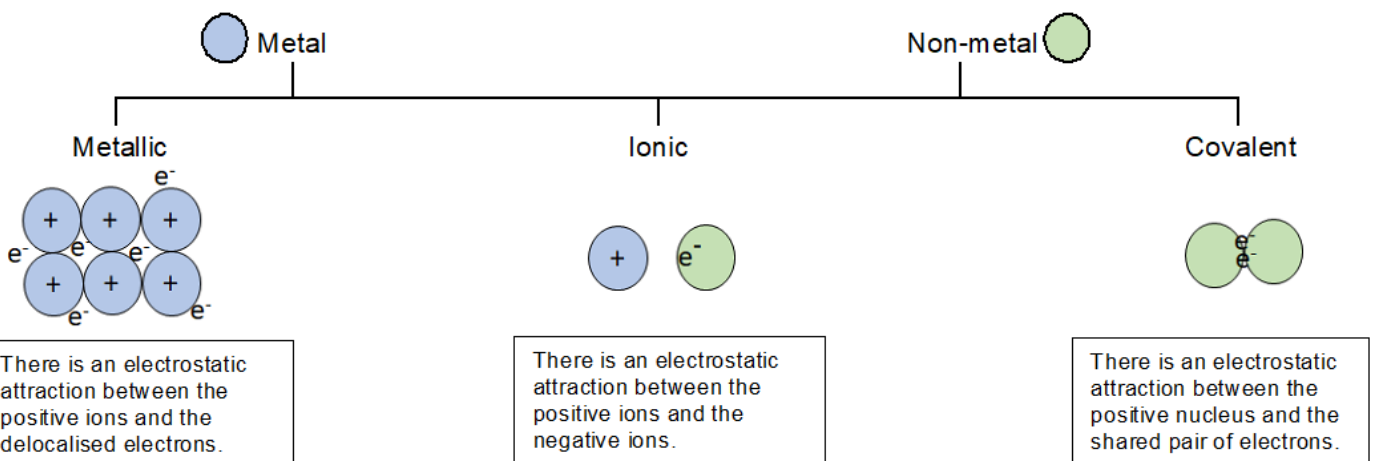 Metal
Non-metal
Metallic
Ionic
Covalent
e-
+ + +
e- e- e-
+ + +
e- e-
+ e-
e-
e-
There is an electrostatic
attraction between the
positive ions and the
delocalised electrons.
There is an electrostatic
attraction between the
positive ions and the
negative ions.
There is an electrostatic
attraction between the
positive nucleus and the
shared pair of electrons.